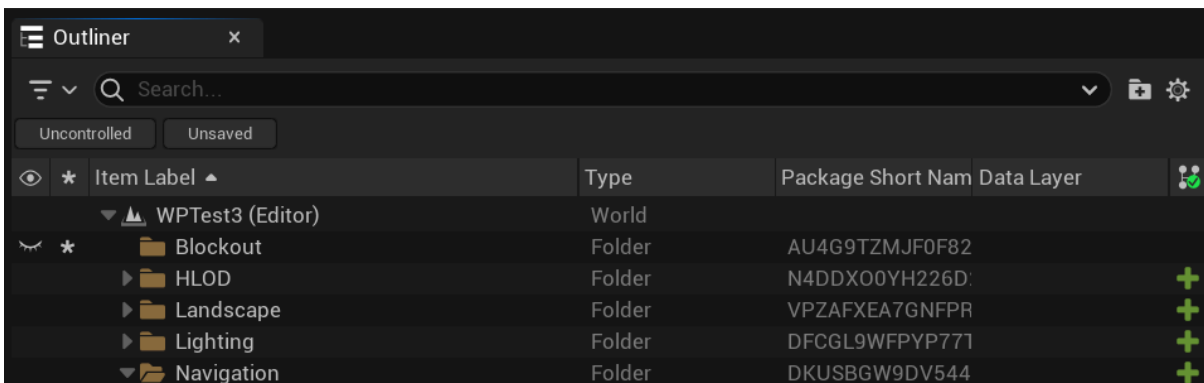 Outliner
Search...
Uncontrolled Unsaved
Item Label Type Package Short Nam Data Layer
WPTest3 (Editor) World
Blockout Folder AU4G9TZMJF0F82
HLOD Folder N4DDXO0YH226D
Landscape Folder VPZAFXEA7GNFPR
Lighting Folder DFCGL9WFPYP77T
Navigation Folder DKUSBGW9DV544